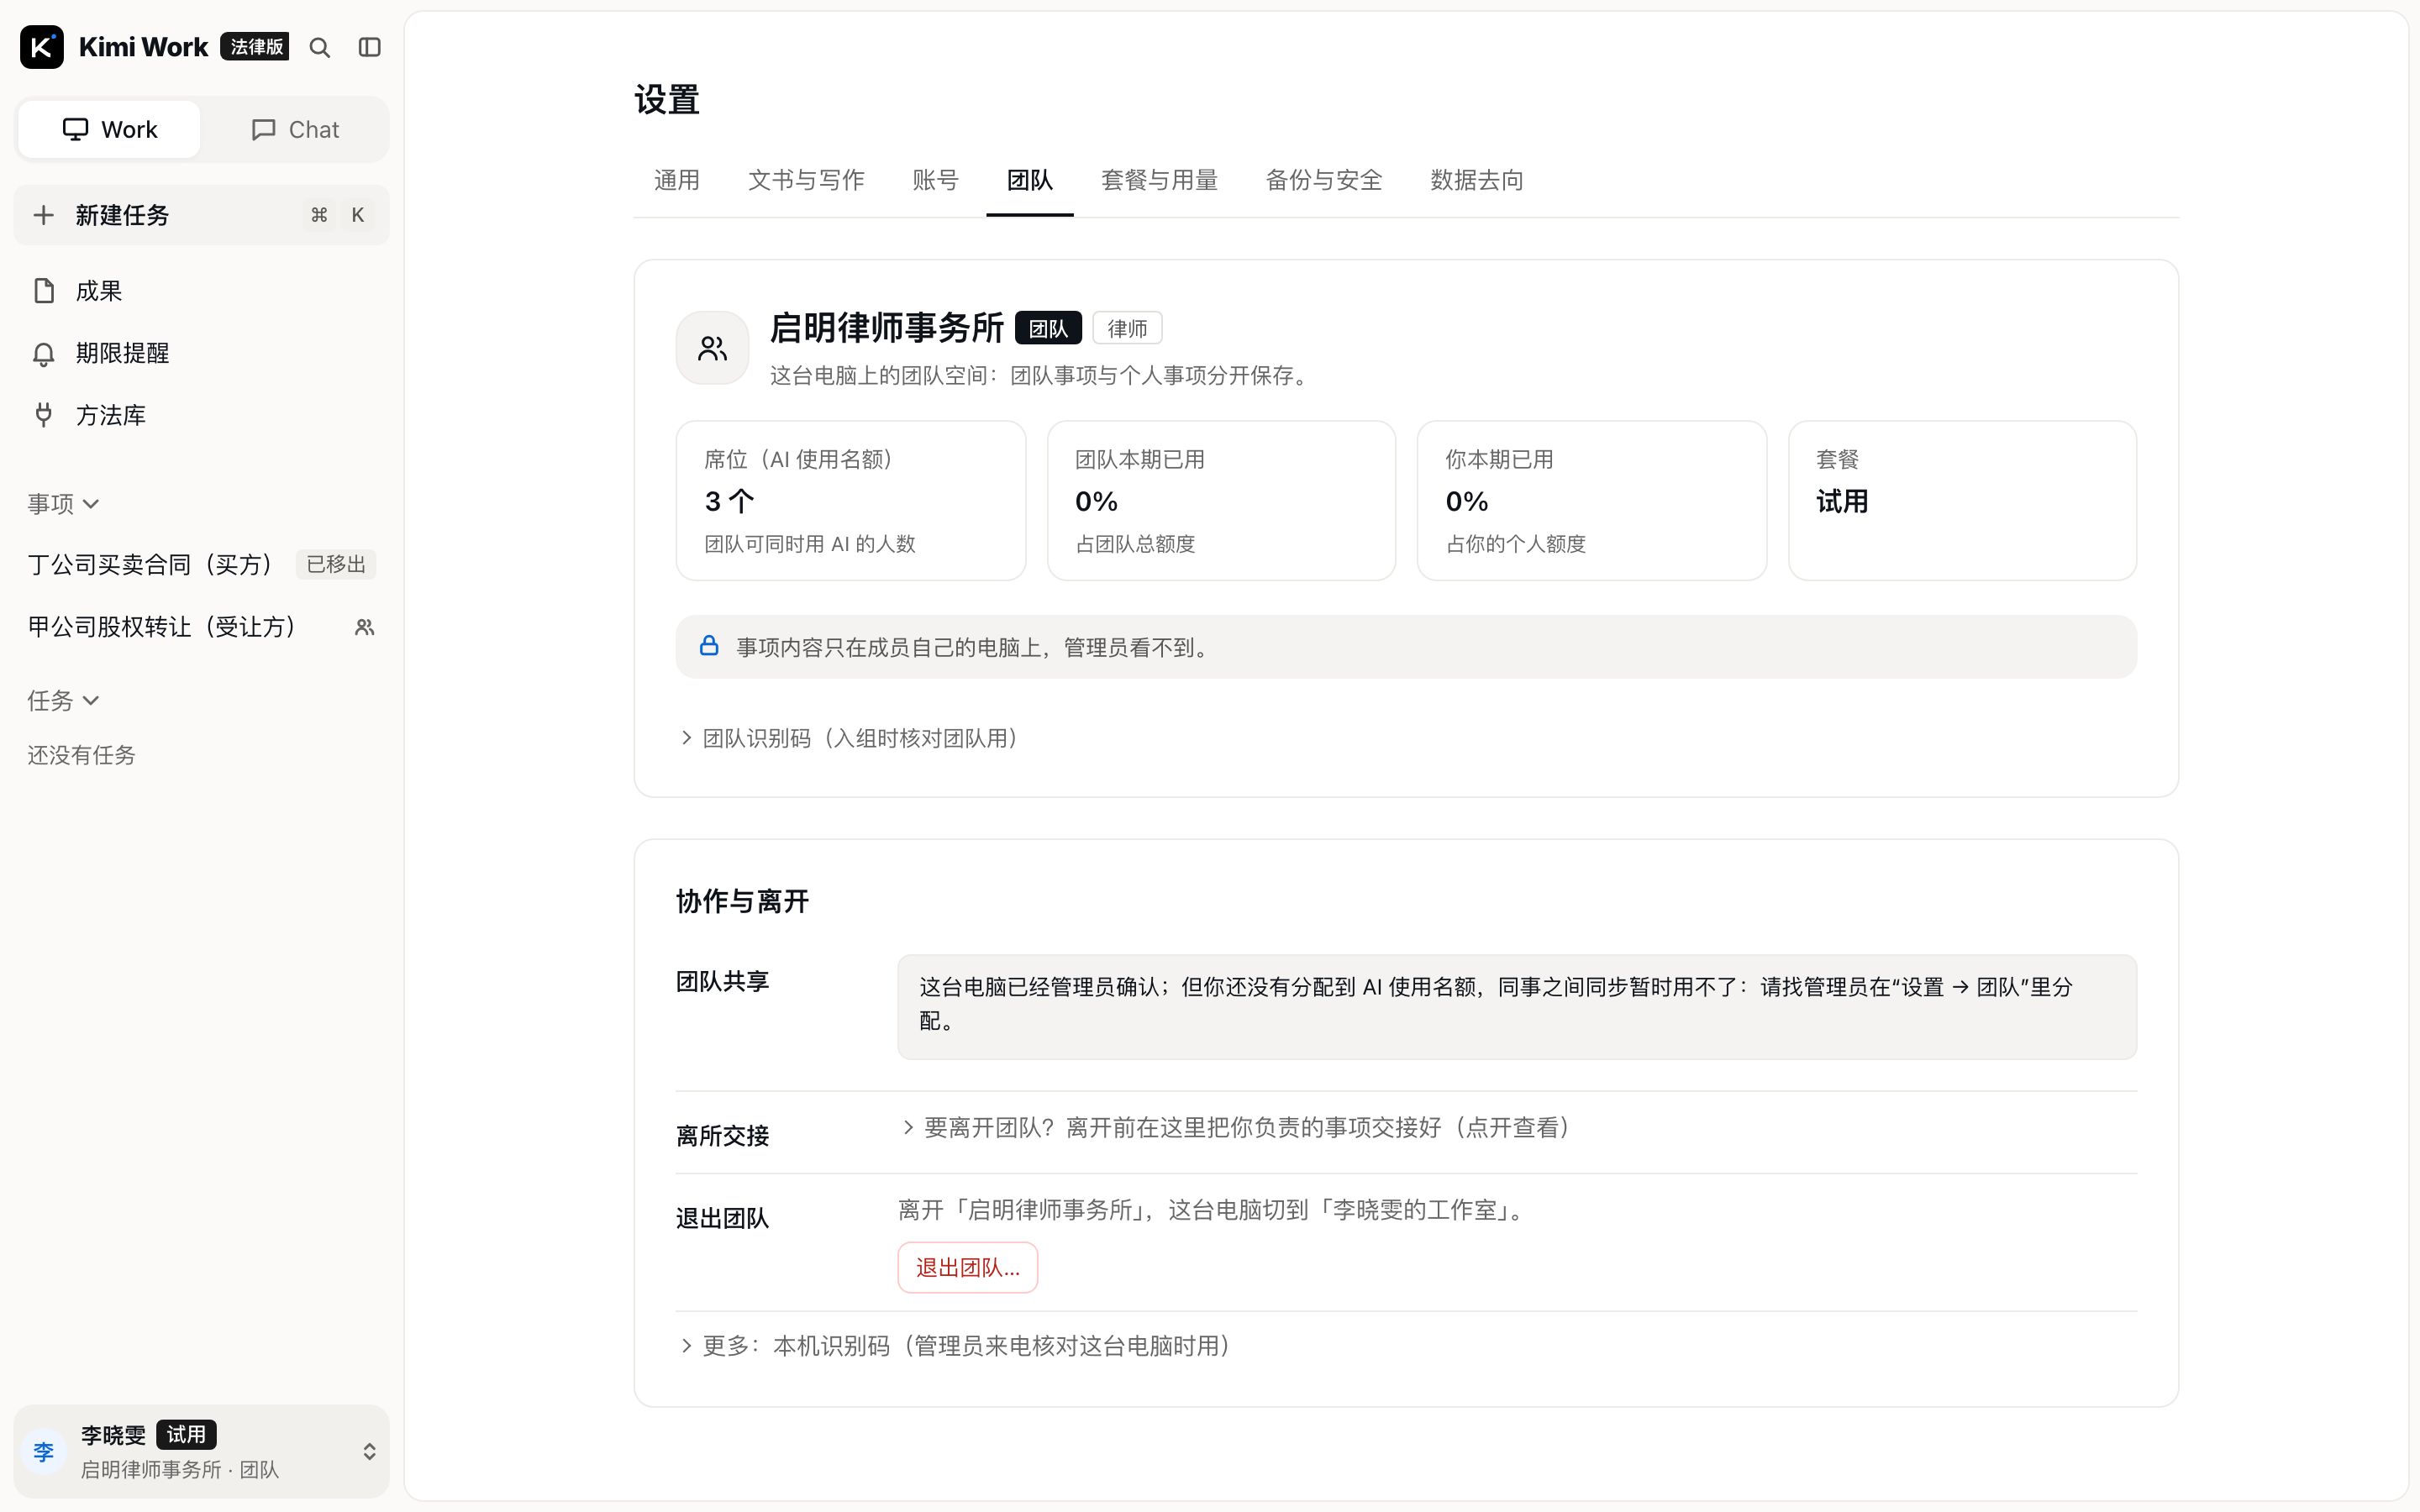 Kimi Work 法律版
Work
Chat
新建任务 ⌘ K
成果
期限提醒
方法库
事项
丁公司买卖合同（买方） 已移出
甲公司股权转让（受让方）
任务
还没有任务
李 李晓雯 试用
启明律师事务所 · 团队
设置
通用 文书与写作 账号 团队 套餐与用量 备份与安全 数据去向
启明律师事务所 团队 律师
这台电脑上的团队空间：团队事项与个人事项分开保存。
席位（AI 使用名额）
3 个
团队可同时用 AI 的人数
团队本期已用
0%
占团队总额度
你本期已用
0%
占你的个人额度
套餐
试用
事项内容只在成员自己的电脑上，管理员看不到。
团队识别码（入组时核对团队用）
协作与离开
团队共享
这台电脑已经管理员确认；但你还没有分配到 AI 使用名额，同事之间同步暂时用不了：请找管理员在“设置 → 团队”里分
配。
离所交接
要离开团队？离开前在这里把你负责的事项交接好（点开查看）
退出团队
离开「启明律师事务所」，这台电脑切到「李晓雯的工作室」。
退出团队...
更多：本机识别码（管理员来电核对这台电脑时用）